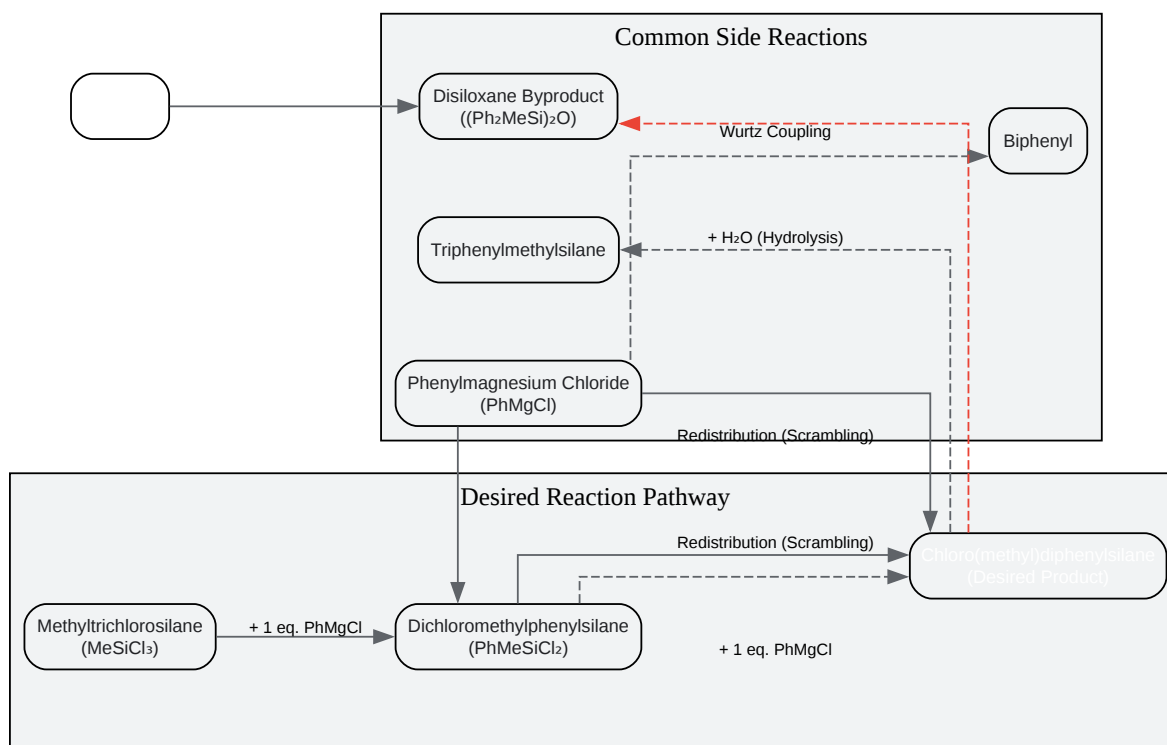 Common Side Reactions
Disiloxane Byproduct
((Ph₂MeSi)₂O)
Wurtz Coupling
Biphenyl
Triphenylmethylsilane
+ H₂O (Hydrolysis)
Phenylmagnesium Chloride
(PhMgCl)
Redistribution (Scrambling)
Desired Reaction Pathway
Redistribution (Scrambling)
Chloro(methyl)diphenylsilane
(Desired Product)
Methyltrichlorosilane
(MeSiCl₃)
+ 1 eq. PhMgCl
Dichloromethylphenylsilane
(PhMeSiCl₂)
+ 1 eq. PhMgCl